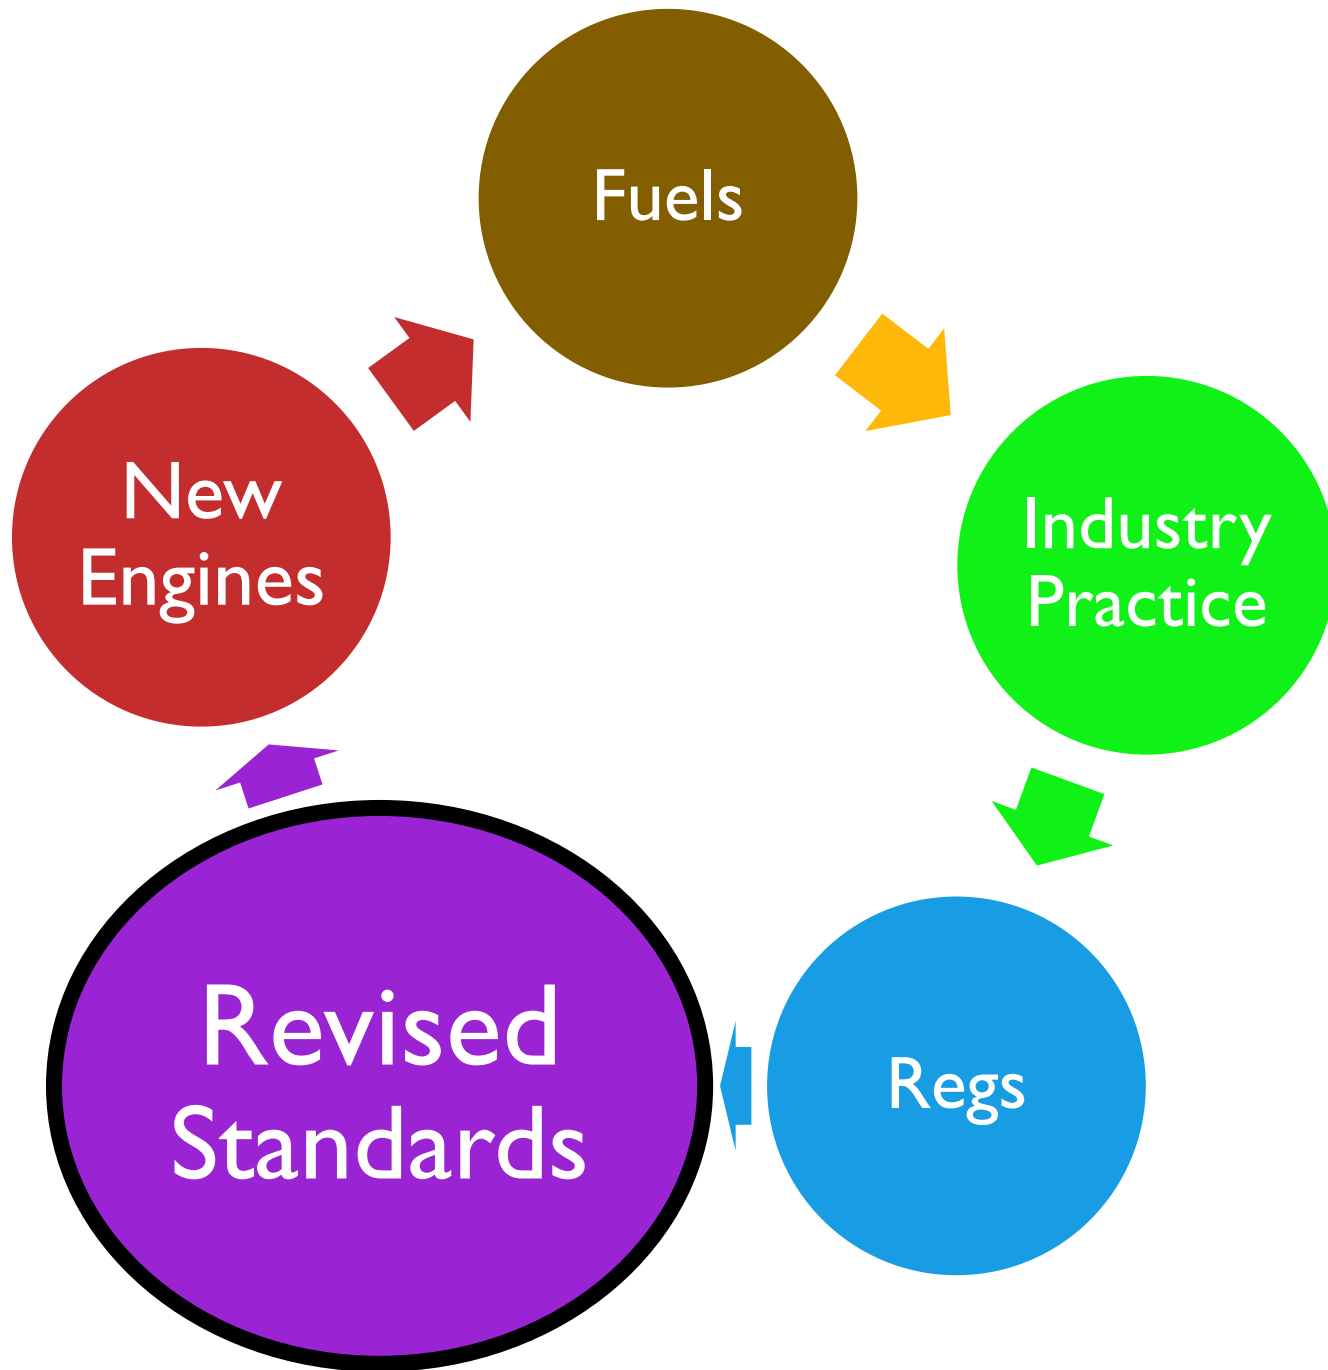 Fuels
New
Engines
Industry
Practice
Revised
Standards
Regs